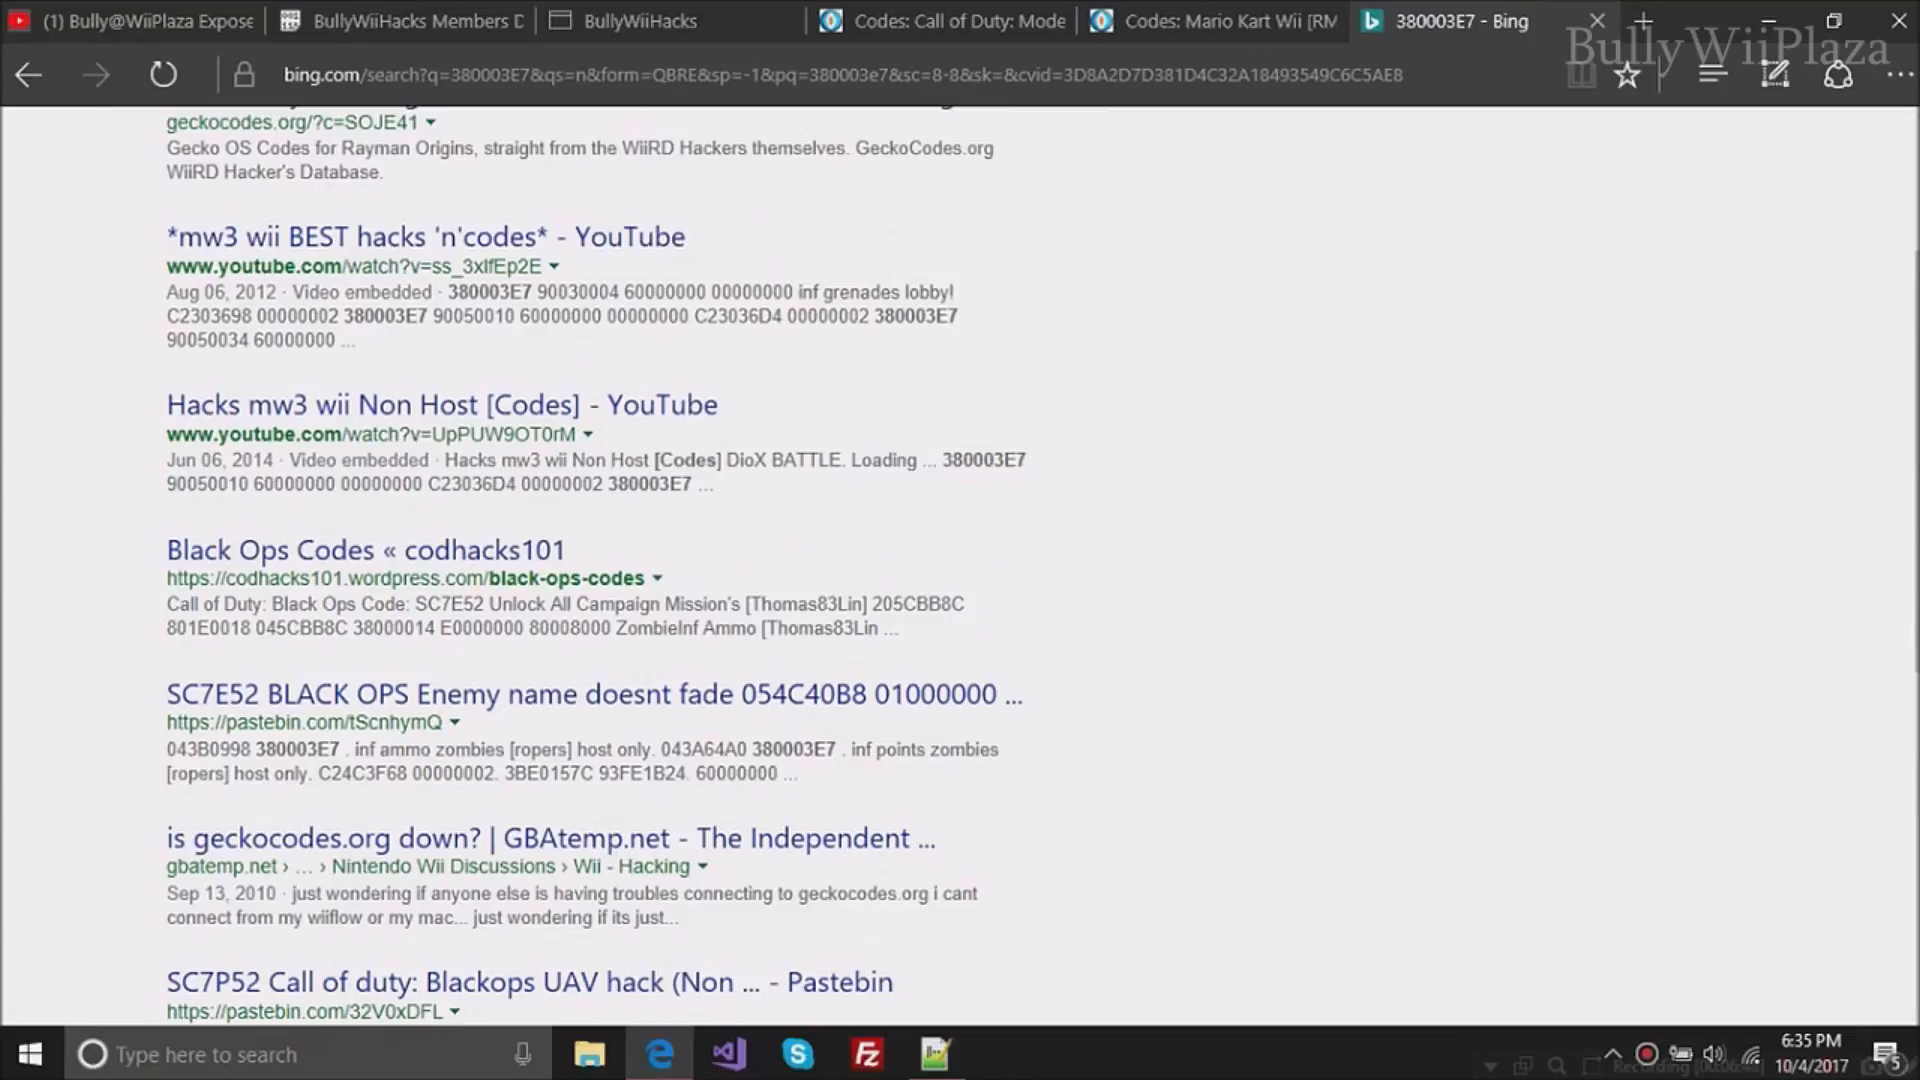 (1) Bully@WiiPlaza Expose
BullyWiiHacks Members D
BullyWiiHacks
Codes: Call of Duty: Mode
Codes: Mario Kart Wii [RM
380003E7 - Bing
BullyWiiPlaza
bing.com/search?q=380003E7&qs=n&form=QBRE&sp=-1&pq=380003e7&sc=8-8&sk=&cvid=3D8A2D7D381D4C32A18493549C6C5AE8
geckocodes.org/?c=SOJE41
Gecko OS Codes for Rayman Origins, straight from the WiiRD Hackers themselves. GeckoCodes.org
WiiRD Hacker's Database.
*mw3 wii BEST hacks 'n'codes* - YouTube
www.youtube.com/watch?v=ss_3xlfEp2E
Aug 06, 2012 · Video embedded · 380003E7 90030004 60000000 00000000 inf grenades lobby!
C2303698 00000002 380003E7 90050010 60000000 00000000 C23036D4 00000002 380003E7
90050034 60000000 ...
Hacks mw3 wii Non Host [Codes] - YouTube
www.youtube.com/watch?v=UpPUW9OT0rM
Jun 06, 2014 · Video embedded · Hacks mw3 wii Non Host [Codes] DioX BATTLE. Loading ... 380003E7
90050010 60000000 00000000 C23036D4 00000002 380003E7 ...
Black Ops Codes « codhacks101
https://codhacks101.wordpress.com/black-ops-codes
Call of Duty: Black Ops Code: SC7E52 Unlock All Campaign Mission's [Thomas83Lin] 205CBB8C
801E0018 045CBB8C 38000014 E0000000 80008000 ZombieInf Ammo [Thomas83Lin ...
SC7E52 BLACK OPS Enemy name doesnt fade 054C40B8 01000000 ...
https://pastebin.com/tScnhymQ
043B0998 380003E7 . inf ammo zombies [ropers] host only. 043A64A0 380003E7 . inf points zombies
[ropers] host only. C24C3F68 00000002. 3BE0157C 93FE1B24. 60000000 ...
is geckocodes.org down? | GBAtemp.net - The Independent ...
gbatemp.net › ... › Nintendo Wii Discussions › Wii - Hacking
Sep 13, 2010 · just wondering if anyone else is having troubles connecting to geckocodes.org i cant
connect from my wiiflow or my mac... just wondering if its just...
SC7P52 Call of duty: Blackops UAV hack (Non ... - Pastebin
https://pastebin.com/32V0xDFL
Type here to search
6:35 PM
10/4/2017
5